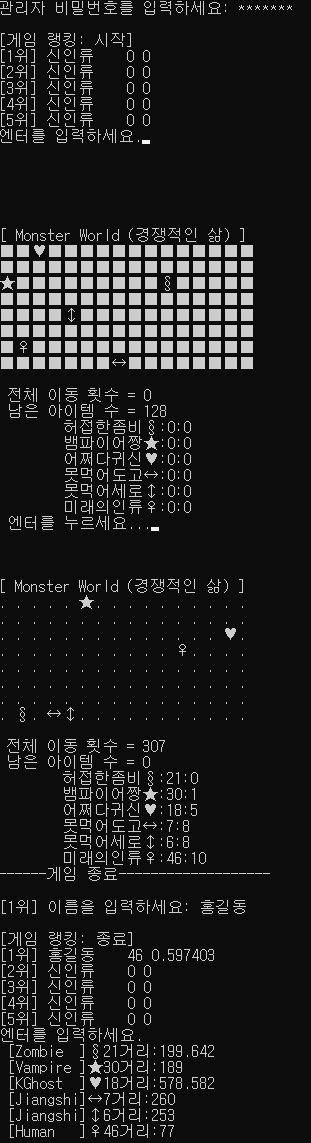 관리자 비밀번호를 입력하세요: *******
[게임 랭킹: 시작]
[1위] 신인류    0 0
[2위] 신인류    0 0
[3위] 신인류    0 0
[4위] 신인류    0 0
[5위] 신인류    0 0
엔터를 입력하세요.
[ Monster World (경쟁적인 삶) ]
■■♥■■■■■■■■■■■■■
■■■■■■■■■■■■■■■■
★■■■■■■■■■§■■■■■
■■■■■■■■■■■■■■■■
■■■■↕■■■■■■■■■■■
■■■■■■■■■■■■■■■■
■♀■■■■■■■■■■■■■■
■■■■■■■↔■■■■■■■■
전체 이동 횟수 = 0
남은 아이템 수 = 128
허접한좀비§:0:0
뱀파이어짱★:0:0
어쩌다귀신♥:0:0
못먹어도고↔:0:0
못먹어세로↕:0:0
미래의인류♀:0:0
엔터를 누르세요...
[ Monster World (경쟁적인 삶) ]
. . . . . ★ . . . . . . . . . .
. . . . . . . . . . . . . . . .
. . . . . . . . . . . . . . ♥ .
. . . . . . . . . . . ♀ . . . .
. . . . . . . . . . . . . . . .
. . . . . . . . . . . . . . . .
. . . . . . . . . . . . . . . .
. § . ↔ ↕ . . . . . . . . . . .
전체 이동 횟수 = 307
남은 아이템 수 = 0
허접한좀비§:21:0
뱀파이어짱★:30:1
어쩌다귀신♥:18:5
못먹어도고↔:7:8
못먹어세로↕:6:8
미래의인류♀:46:10
------게임 종료-------------------
[1위] 이름을 입력하세요: 홍길동
[게임 랭킹: 종료]
[1위] 홍길동    46 0.597403
[2위] 신인류    0 0
[3위] 신인류    0 0
[4위] 신인류    0 0
[5위] 신인류    0 0
엔터를 입력하세요.
[Zombie  ]§21거리:199.642
[Vampire ]★30거리:189
[KGhost  ]♥18거리:578.582
[Jiangshi]↔7거리:260
[Jiangshi]↕6거리:253
[Human   ]♀46거리:77